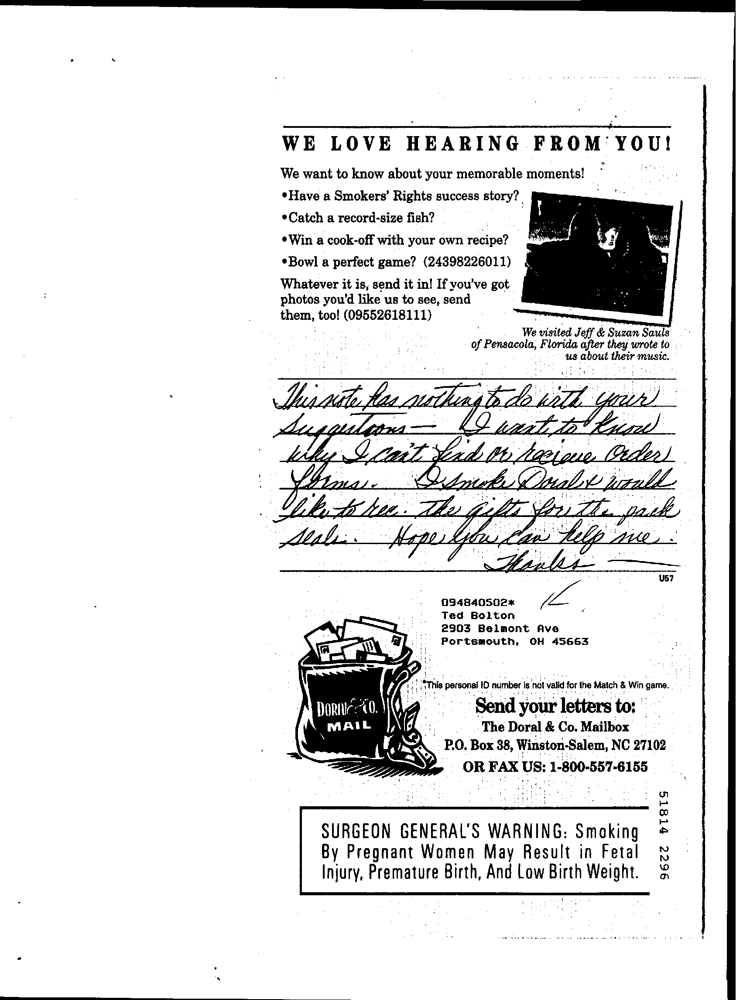 WE LOVE HEARING FROM YOU!
We want to know about your memorable moments!
•Have a Smokers' Rights success story?
•Catch a record-size fish?
•Win a cook-off with your own recipe?
•Bowl a perfect game? (24398226011)
Whatever it is, send it in! If you've got
photos you'd like us to see, send
them, too! (09552618111)
We visited Jeff & Suzan Sauls
of Pensacola, Florida after they wrote to
us about their music.
This note has nothing to do with your
suggestions — I want to know
why I can't find or recieve order
forms. I smoke Doral & would
like to rec. the gifts for the pack
seals. Hope you can help me.
Thanks —
U57
094840502*
Ted Bolton
2903 Belmont Ave
Portsmouth, OH 45663
*This personal ID number is not valid for the Match & Win game.
DORAL & CO.
MAIL
Send your letters to:
The Doral & Co. Mailbox
P.O. Box 38, Winston-Salem, NC 27102
OR FAX US: 1-800-557-6155
SURGEON GENERAL'S WARNING: Smoking
By Pregnant Women May Result in Fetal
Injury, Premature Birth, And Low Birth Weight.
51814 2296